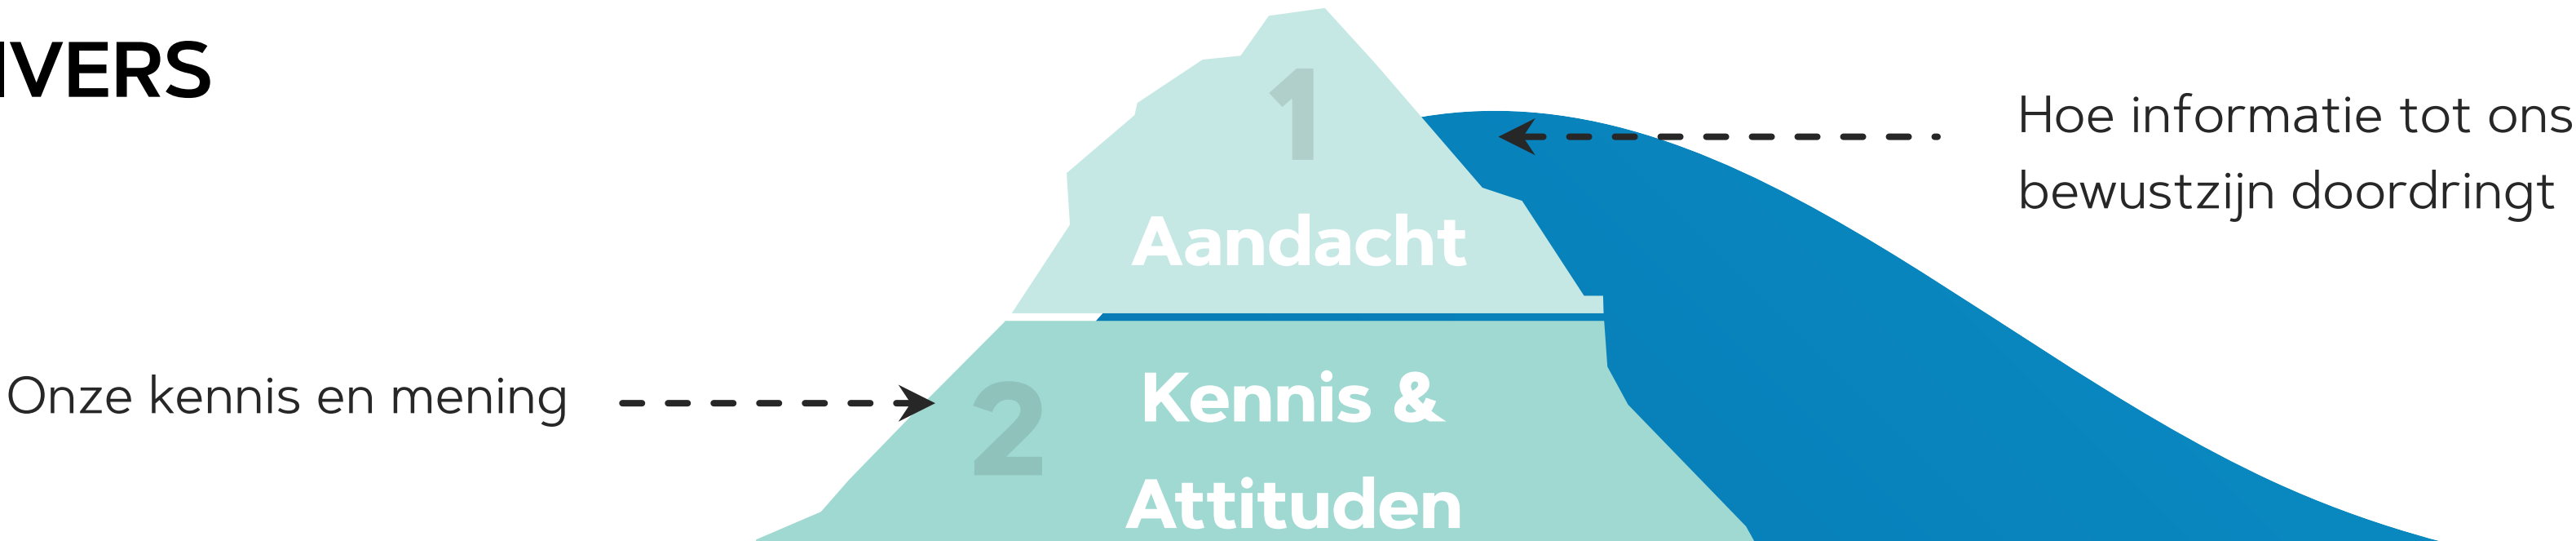 IVERS
1
Aandacht
Hoe informatie tot ons
bewustzijn doordringt
Onze kennis en mening
2
Kennis &
Attituden